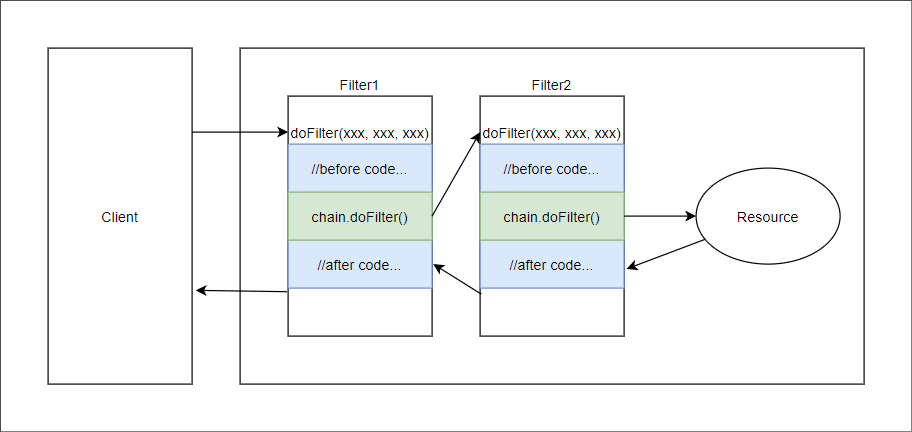 Filter1
Filter2
doFilter(xxx, xxx, xxx)
doFilter(xxx, xxx, xxx)
//before code...
//before code...
Client
chain.doFilter()
chain.doFilter()
Resource
//after code...
//after code...